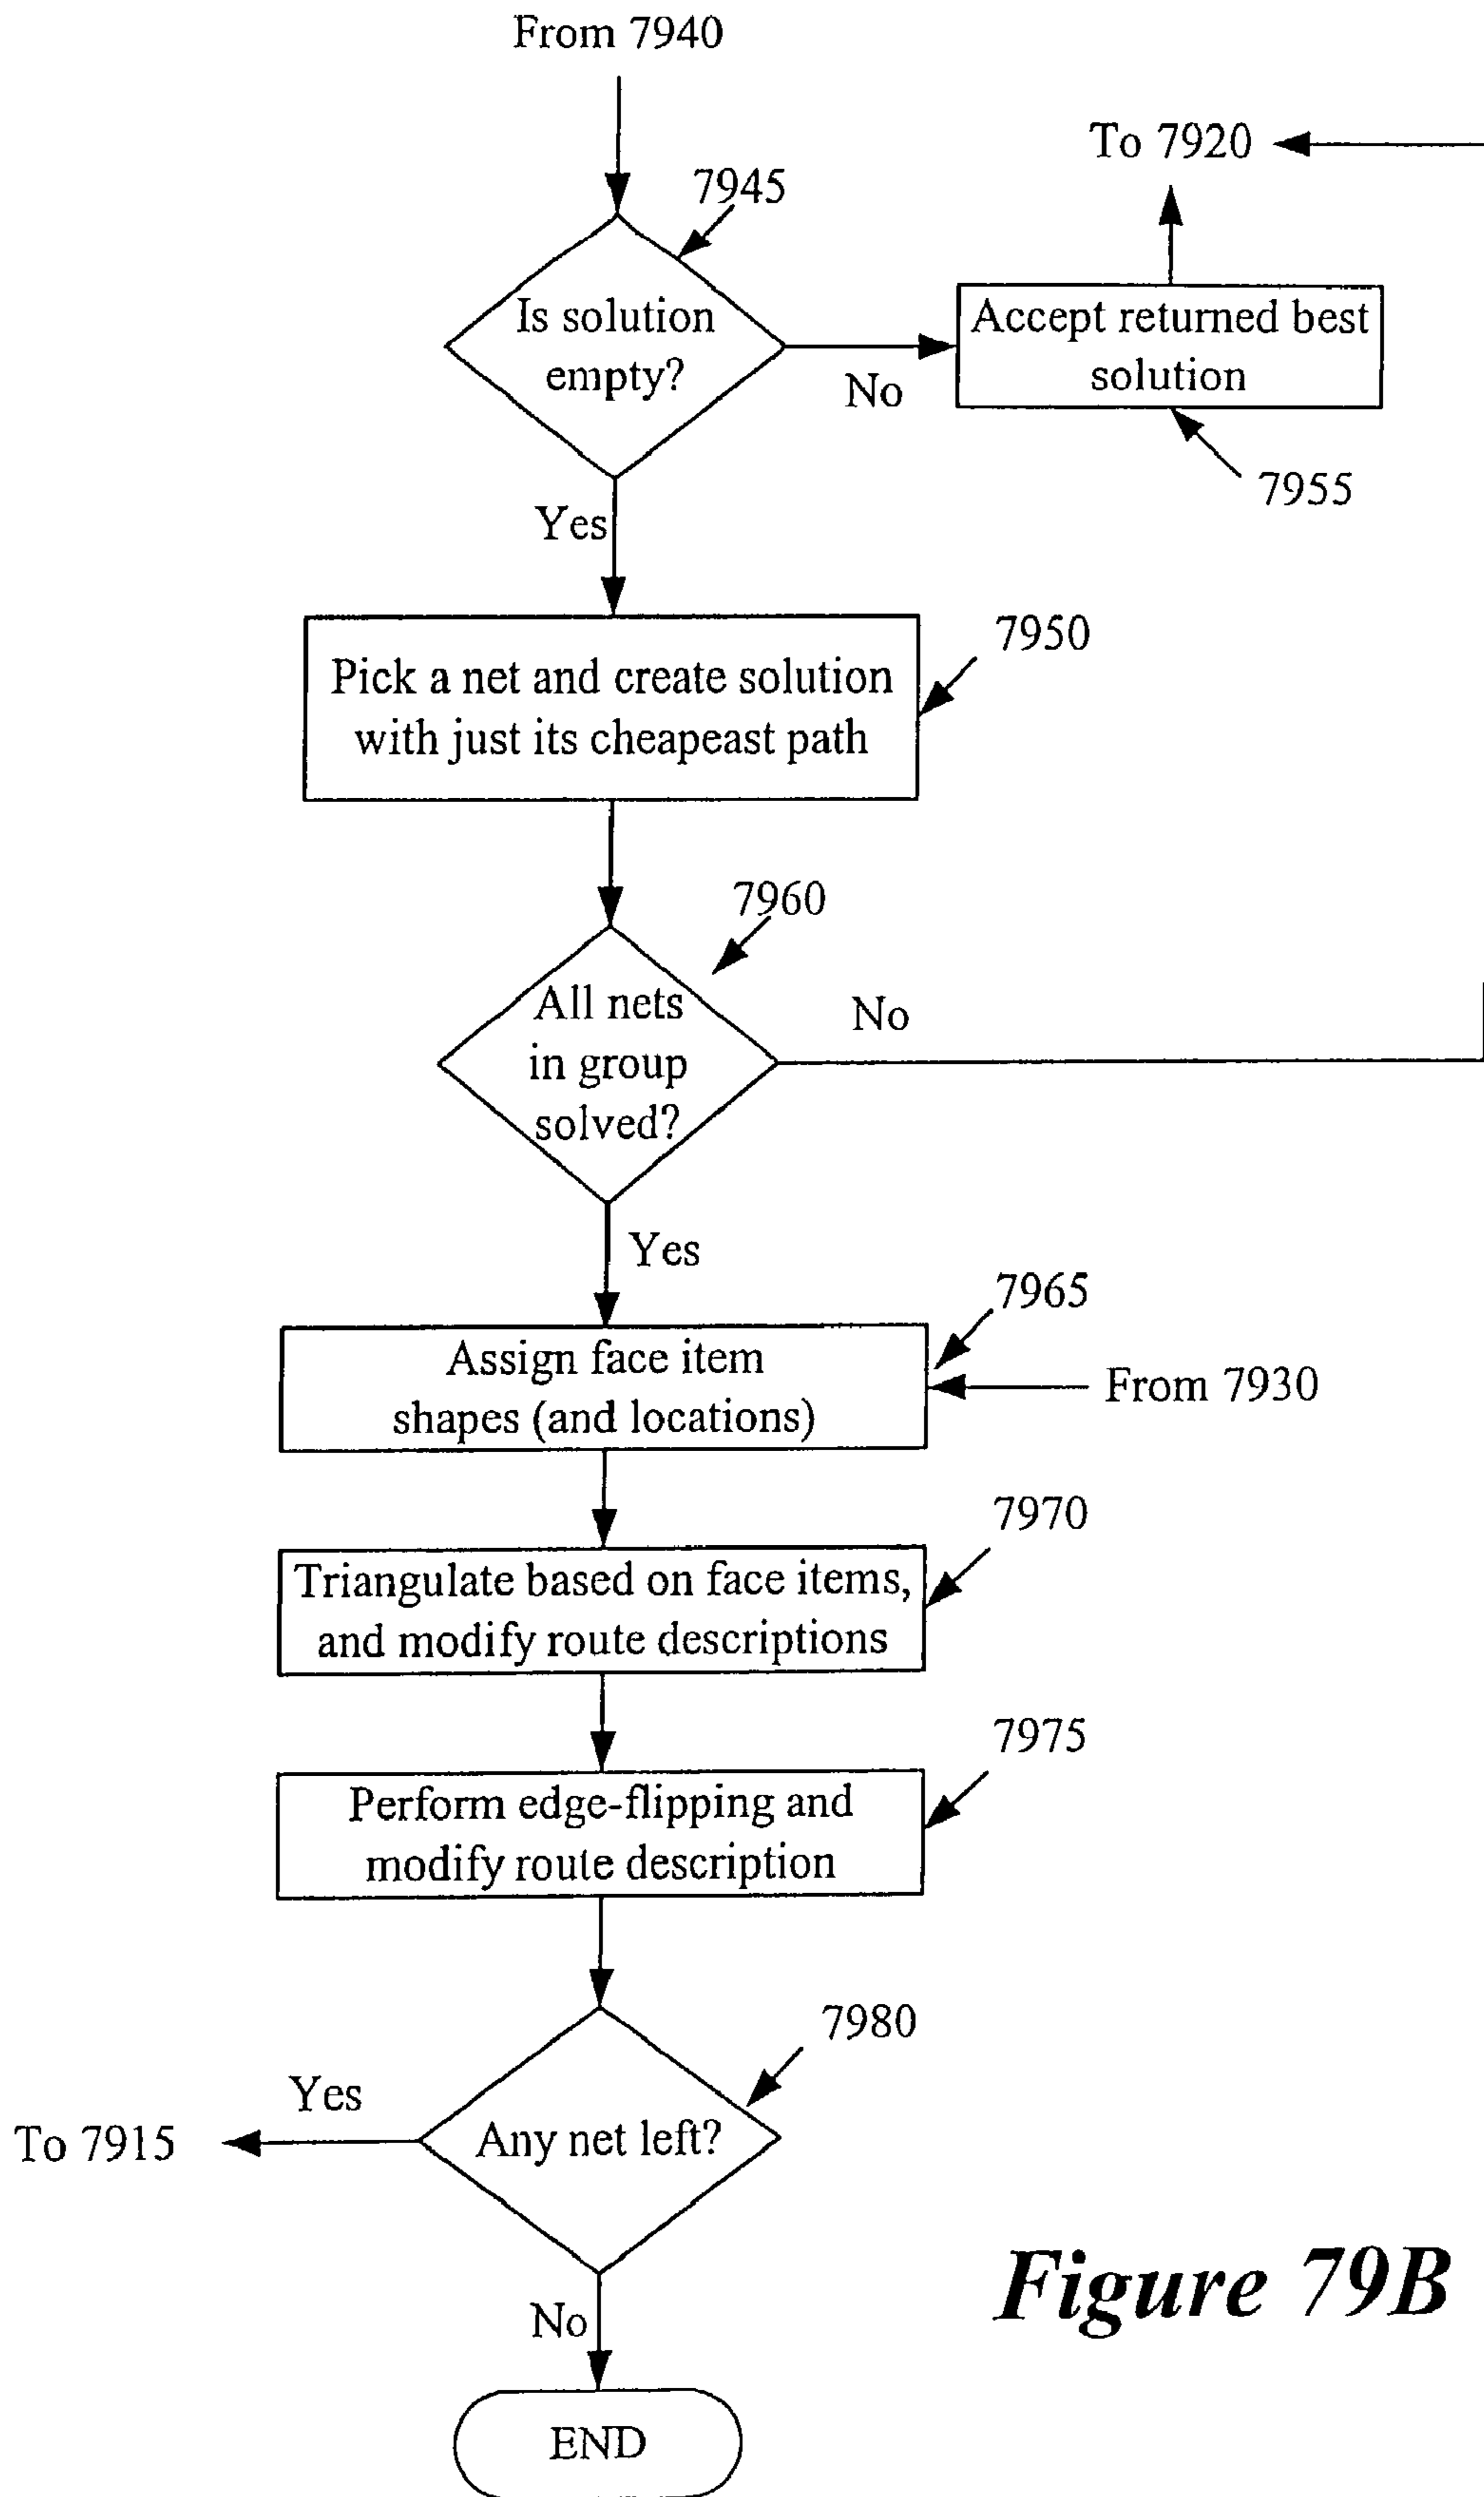 From 7940
To 7920
7945
Is solution
empty?
No
Accept returned best
solution
7955
Yes
7950
Pick a net and create solution
with just its cheapeast path
7960
All nets
in group
solved?
No
Yes
7965
Assign face item
shapes (and locations)
From 7930
7970
Triangulate based on face items,
and modify route descriptions
7975
Perform edge-flipping and
modify route description
7980
Yes
Any net left?
To 7915
No
Figure 79B
END